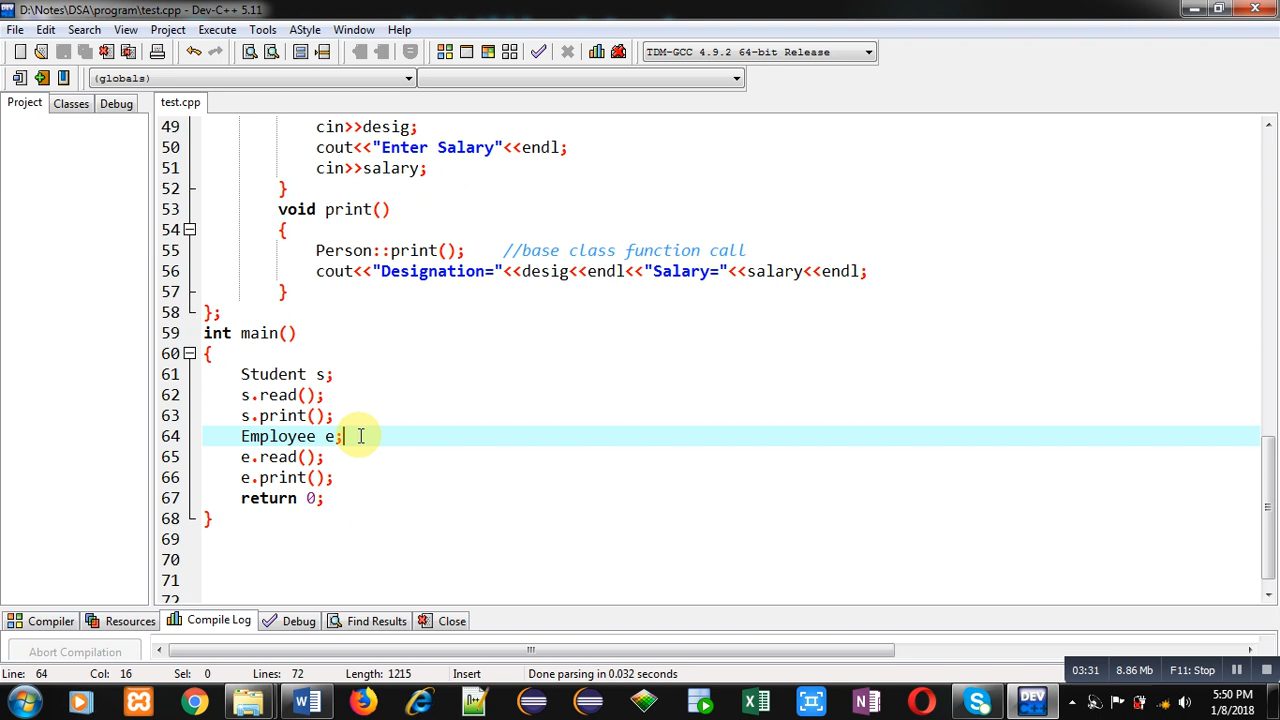 D:\Notes\DSA\program\test.cpp - Dev-C++ 5.11
File Edit Search View Project Execute Tools AStyle Window Help
TDM-GCC 4.9.2 64-bit Release
(globals)
Project Classes Debug test.cpp
49 cin>>desig;
50 cout<<"Enter Salary"<<endl;
51 cin>>salary;
52 }
53 void print()
54 {
55 Person::print(); //base class function call
56 cout<<"Designation="<<desig<<endl<<"Salary="<<salary<<endl;
57 }
58 };
59 int main()
60 {
61 Student s;
62 s.read();
63 s.print();
64 Employee e;
65 e.read();
66 e.print();
67 return 0;
68 }
69
70
71
72
Compiler Resources Compile Log Debug Find Results Close
Abort Compilation
Line: 64 Col: 16 Sel: 0 Lines: 72 Length: 1215 Insert Done parsing in 0.032 seconds
03:31 8.86 Mb F11: Stop
DEV
5:50 PM
1/8/2018